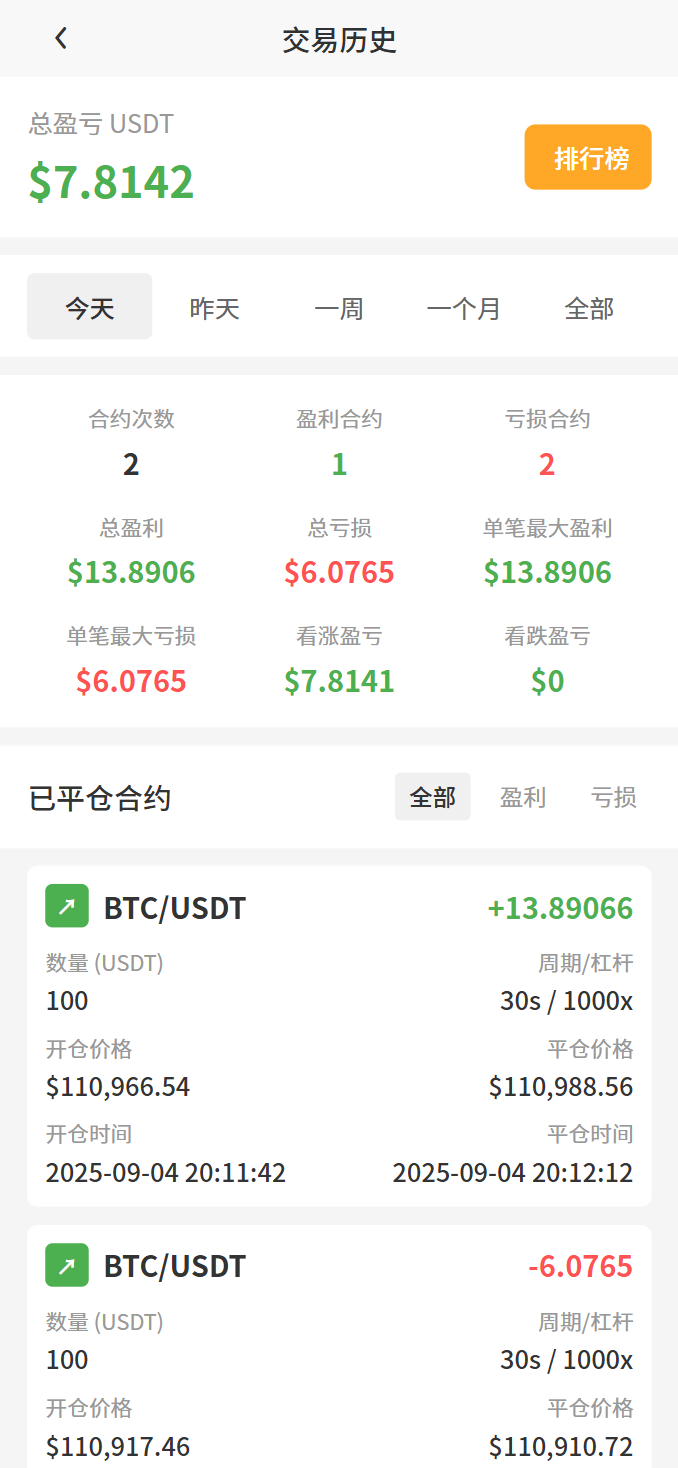 交易历史
总盈亏 USDT
$7.8142
排行榜
今天 昨天 一周 一个月 全部
合约次数 盈利合约 亏损合约
2 1 2
总盈利 总亏损 单笔最大盈利
$13.8906 $6.0765 $13.8906
单笔最大亏损 看涨盈亏 看跌盈亏
$6.0765 $7.8141 $0
已平仓合约 全部 盈利 亏损
BTC/USDT +13.89066
数量 (USDT) 周期/杠杆
100 30s / 1000x
开仓价格 平仓价格
$110,966.54 $110,988.56
开仓时间 平仓时间
2025-09-04 20:11:42 2025-09-04 20:12:12
BTC/USDT -6.0765
数量 (USDT) 周期/杠杆
100 30s / 1000x
开仓价格 平仓价格
$110,917.46 $110,910.72